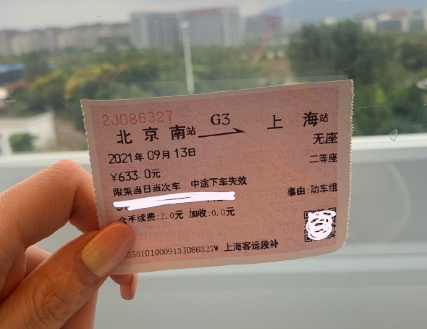 2J086327
北京南站 G3 上海站
2021年09月13日 无座
¥633.0元 二等座
限乘当日当次车 中途下车失效
事由:动车组
含手续费:2.0元 加收:0.0元
550101000913J086327W 上海客运段补